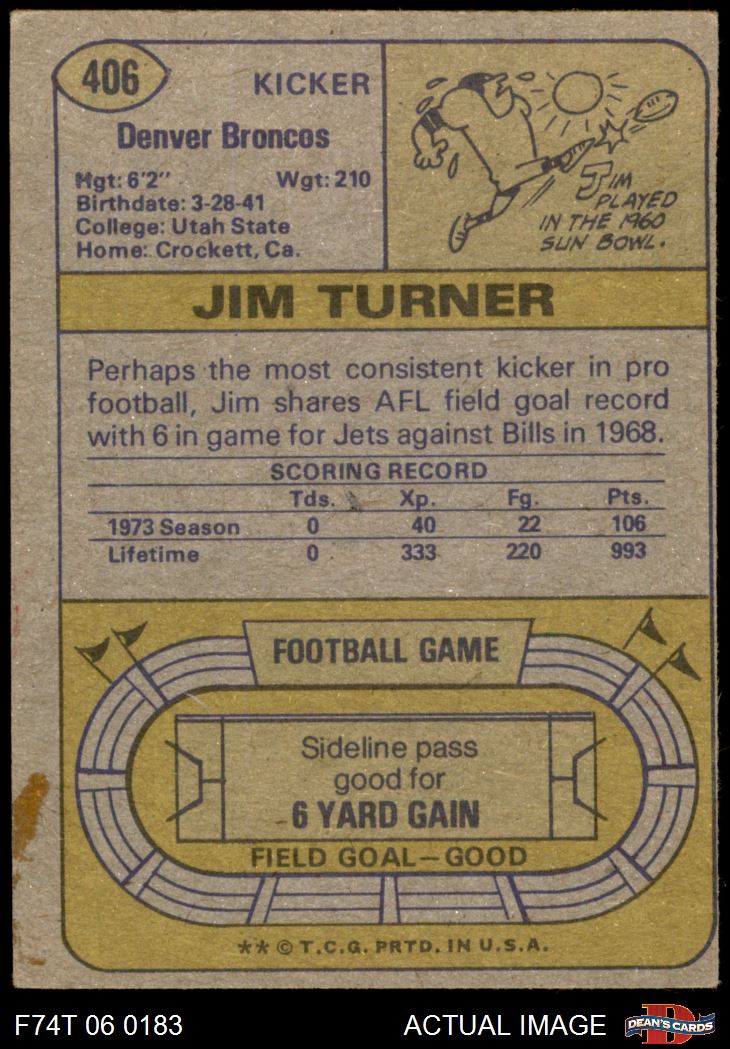 406
KICKER
Denver Broncos
Hgt: 6'2" Wgt: 210
Birthdate: 3-28-41
College: Utah State
Home: Crockett, Ca.
JIM
PLAYED
IN THE 1960
SUN BOWL.
JIM TURNER
Perhaps the most consistent kicker in pro
football, Jim shares AFL field goal record
with 6 in game for Jets against Bills in 1968.
SCORING RECORD
Tds. Xp. Fg. Pts.
1973 Season 0 40 22 106
Lifetime 0 333 220 993
FOOTBALL GAME
Sideline pass
good for
6 YARD GAIN
FIELD GOAL—GOOD
** © T.C.G. PRTD. IN U.S.A.
F74T 06 0183 ACTUAL IMAGE
D
DEAN'S CARDS